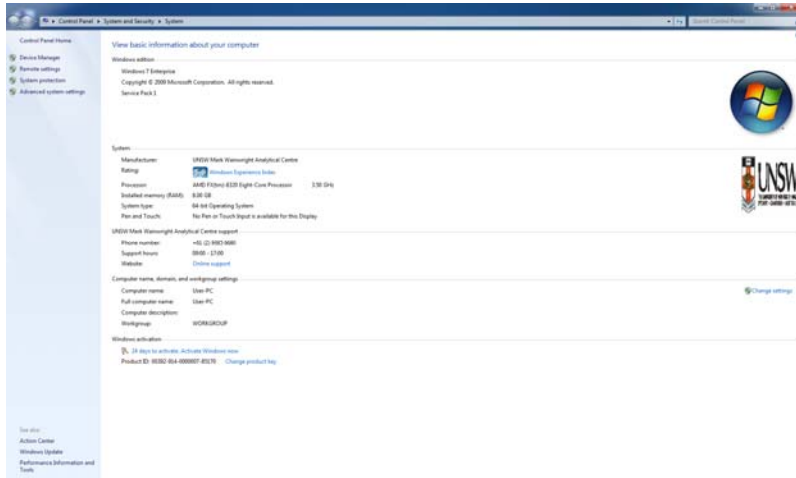 Control Panel ▸ System and Security ▸ System
Search Control Panel
Control Panel Home
Device Manager
Remote settings
System protection
Advanced system settings
View basic information about your computer
Windows edition
Windows 7 Enterprise
Copyright © 2009 Microsoft Corporation. All rights reserved.
Service Pack 1
System
Manufacturer: UNSW Mark Wainwright Analytical Centre
Rating: Windows Experience Index
Processor: AMD FX(tm)-8320 Eight-Core Processor 3.50 GHz
Installed memory (RAM): 8.00 GB
System type: 64-bit Operating System
Pen and Touch: No Pen or Touch Input is available for this Display
UNSW
UNSW Mark Wainwright Analytical Centre support
Phone number:
Support hours: 09:00 - 17:00
Website: Online support
Computer name, domain, and workgroup settings
Computer name: User-PC
Change settings
Full computer name: User-PC
Computer description:
Workgroup: WORKGROUP
Windows activation
days to activate. Activate Windows now
Product ID: Change product key
See also
Action Center
Windows Update
Performance Information and
Tools